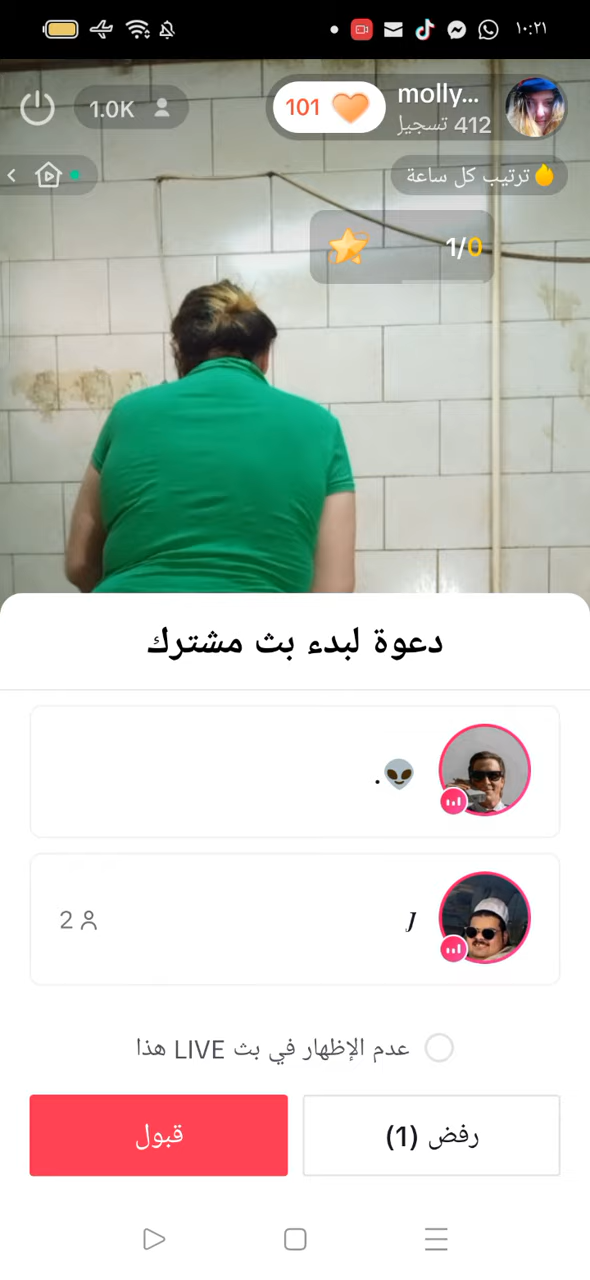 ١٠:٢١
molly...
412 تسجيل
101
1.0K
ترتيب كل ساعة
1/0
دعوة لبدء بث مشترك
.
J
2
عدم الإظهار في بث LIVE هذا
رفض (1)
قبول